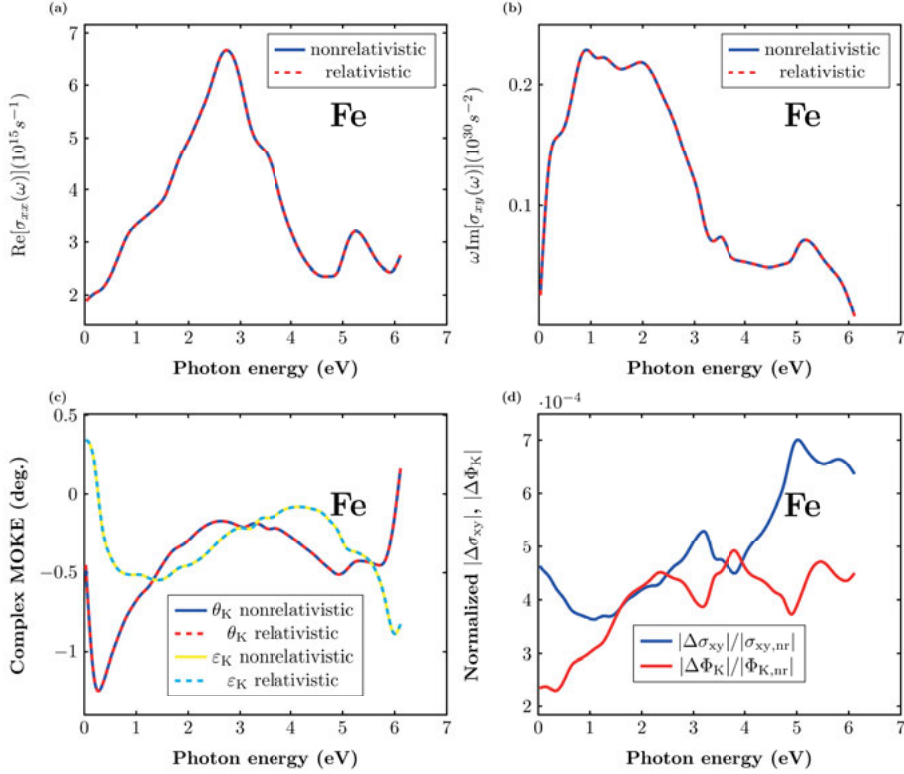 (a)
7
6
5
4
3
2
0 1 2 3 4 5 6 7
Re[σxx(ω)](10^15 s^−1)
Photon energy (eV)
nonrelativistic
relativistic
Fe
(b)
0.2
0.1
0 1 2 3 4 5 6 7
ωIm[σxy(ω)](10^30 s^−2)
Photon energy (eV)
nonrelativistic
relativistic
Fe
(c)
0.5
0
−0.5
−1
0 1 2 3 4 5 6 7
Complex MOKE (deg.)
Photon energy (eV)
Fe
θK nonrelativistic
θK relativistic
εK nonrelativistic
εK relativistic
(d)
·10^−4
8
7
6
5
4
3
2
0 1 2 3 4 5 6 7
Normalized |Δσxy|, |ΔΦK|
Photon energy (eV)
Fe
|Δσxy|/|σxy,nr|
|ΔΦK|/|ΦK,nr|